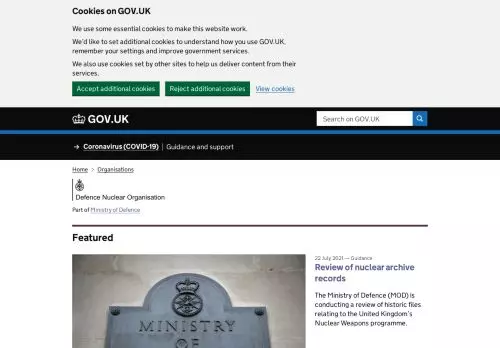 Cookies on GOV.UK
We use some essential cookies to make this website work.
We'd like to set additional cookies to understand how you use GOV.UK,
remember your settings and improve government services.
We also use cookies set by other sites to help us deliver content from their
services.
Accept additional cookies Reject additional cookies View cookies
GOV.UK Search on GOV.UK
→ Coronavirus (COVID-19) | Guidance and support
Home > Organisations
Defence Nuclear Organisation
Part of Ministry of Defence
Featured
22 July 2021 — Guidance
Review of nuclear archive
records
The Ministry of Defence (MOD) is
conducting a review of historic files
relating to the United Kingdom's
Nuclear Weapons programme.
MINISTRY
OF